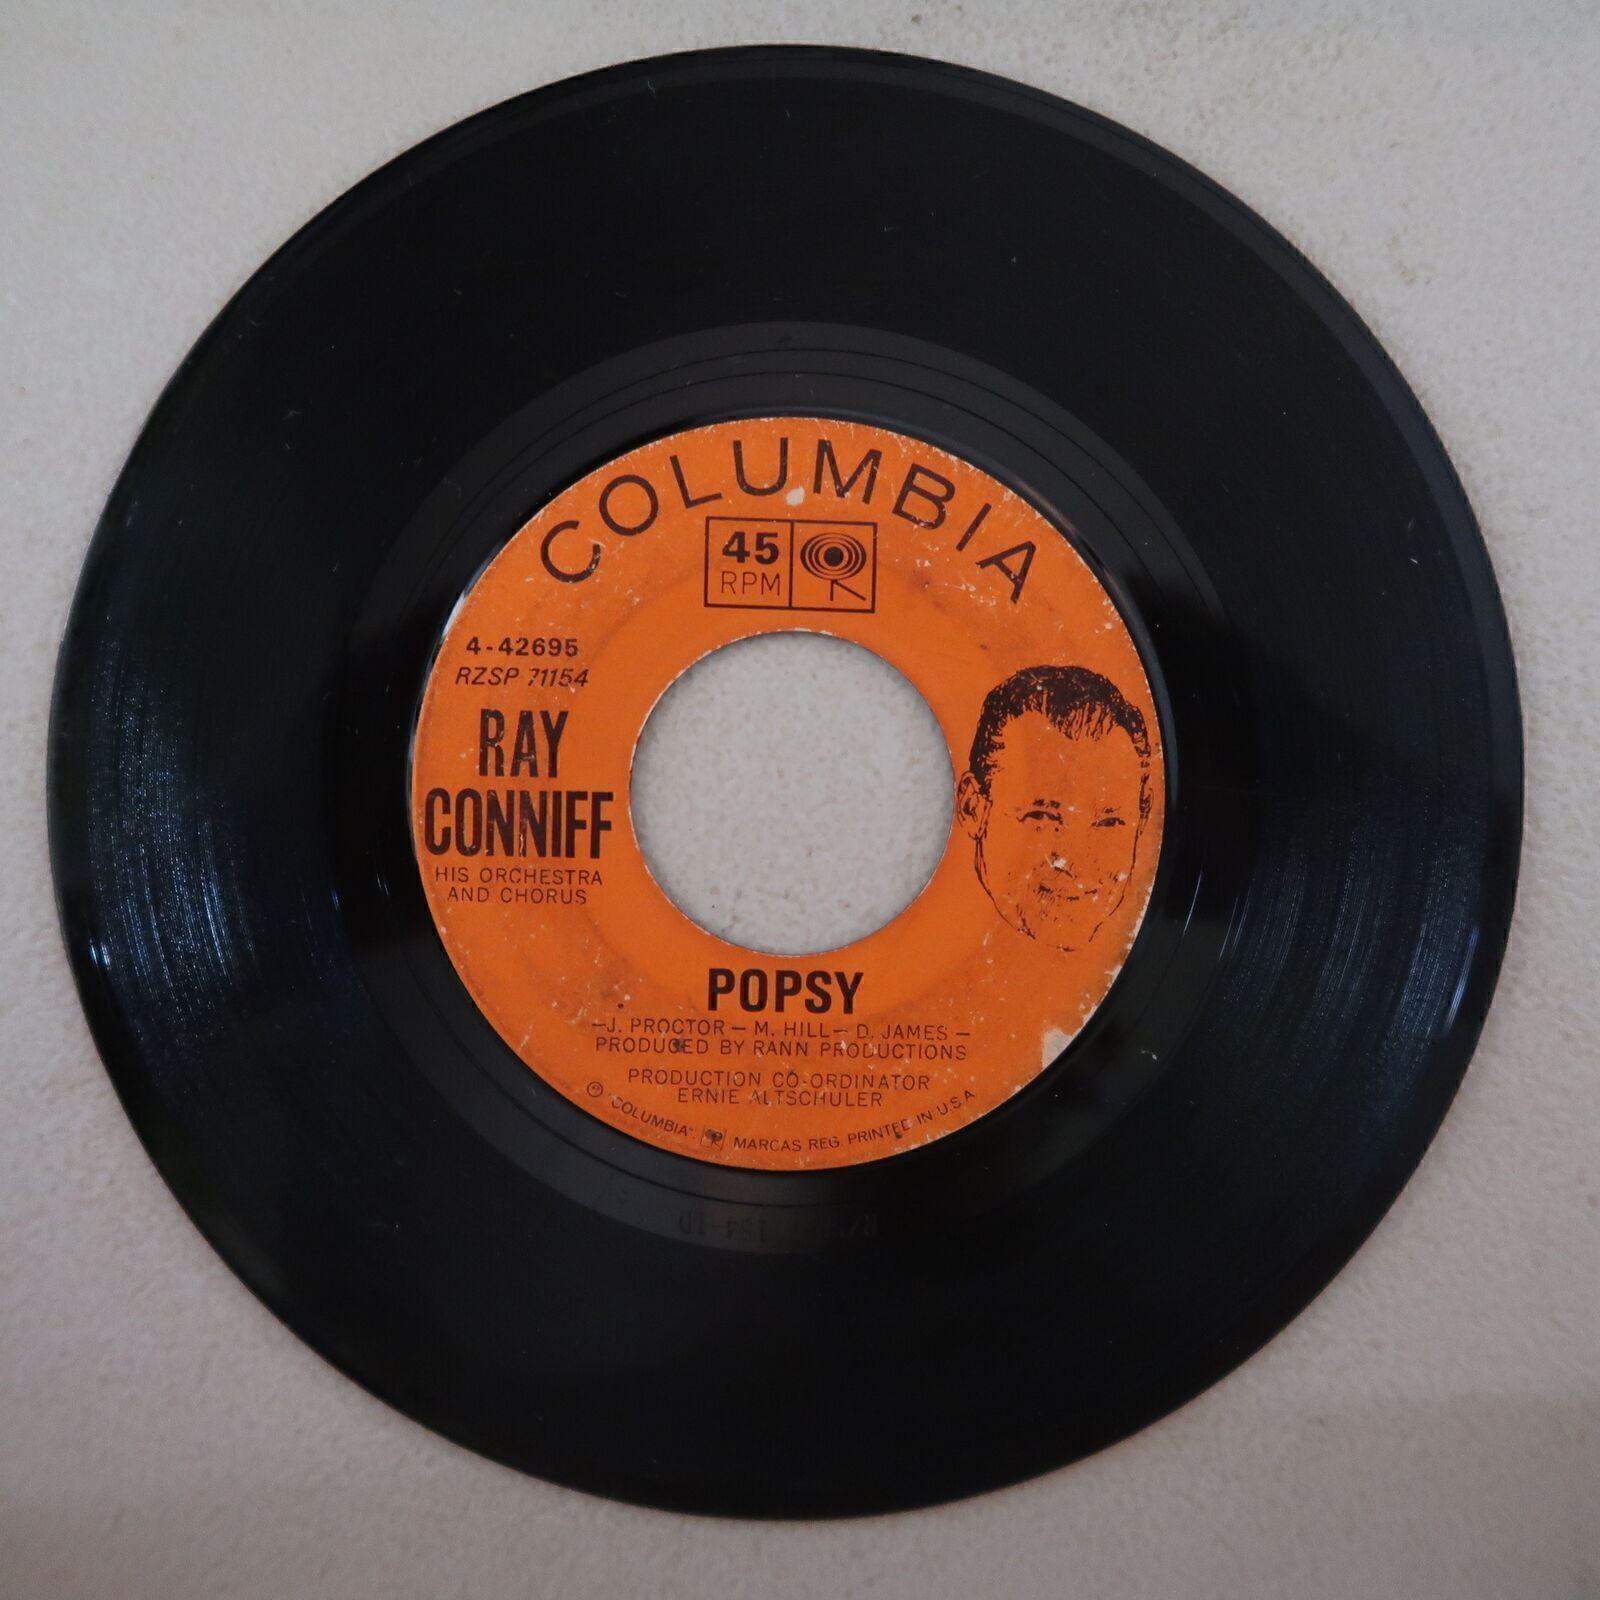 COLUMBIA
45
RPM
4-42695
RZSP 71154
RAY
CONNIFF
HIS ORCHESTRA
AND CHORUS
POPSY
—J. PROCTOR — M. HILL — D. JAMES —
PRODUCED BY RANN PRODUCTIONS
PRODUCTION CO-ORDINATOR
ERNIE ALTSCHULER
"COLUMBIA", MARCAS REG. PRINTED IN U.S.A.